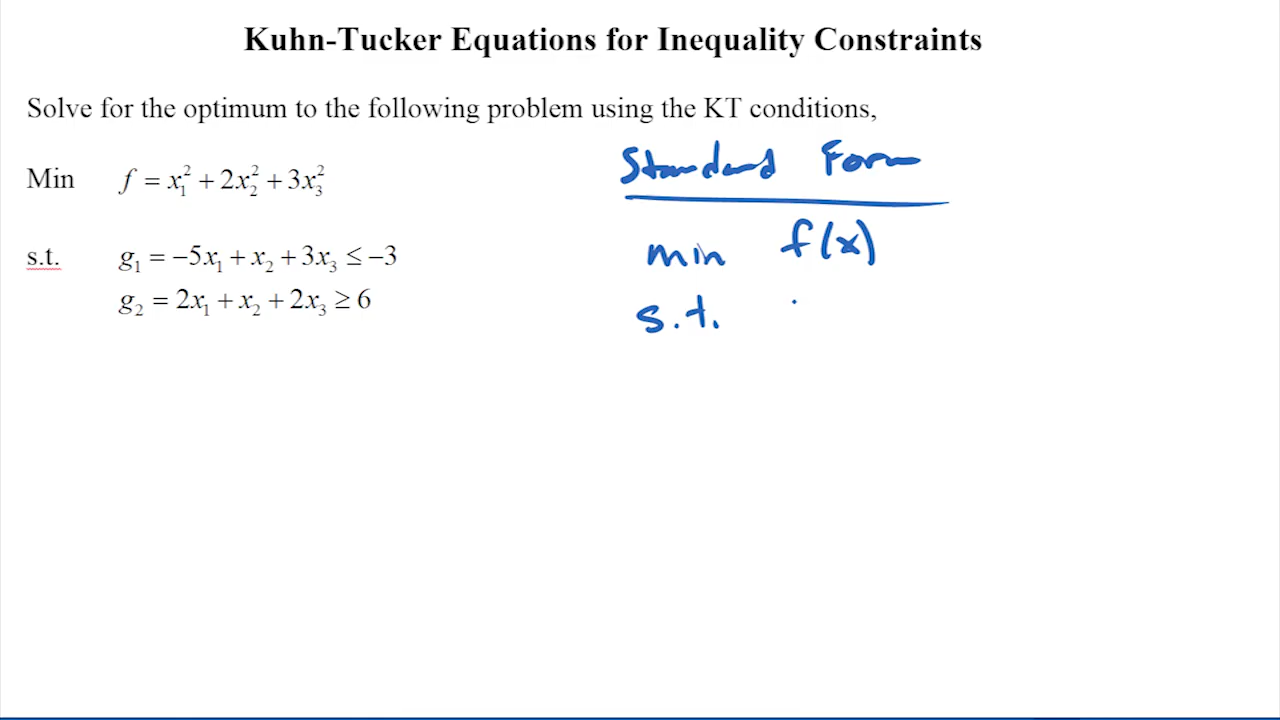 Kuhn-Tucker Equations for Inequality Constraints
Solve for the optimum to the following problem using the KT conditions,
Standard Form
Min f = x₁² + 2x₂² + 3x₃²
min f(x)
s.t. g₁ = −5x₁ + x₂ + 3x₃ ≤ −3
g₂ = 2x₁ + x₂ + 2x₃ ≥ 6
s.t.